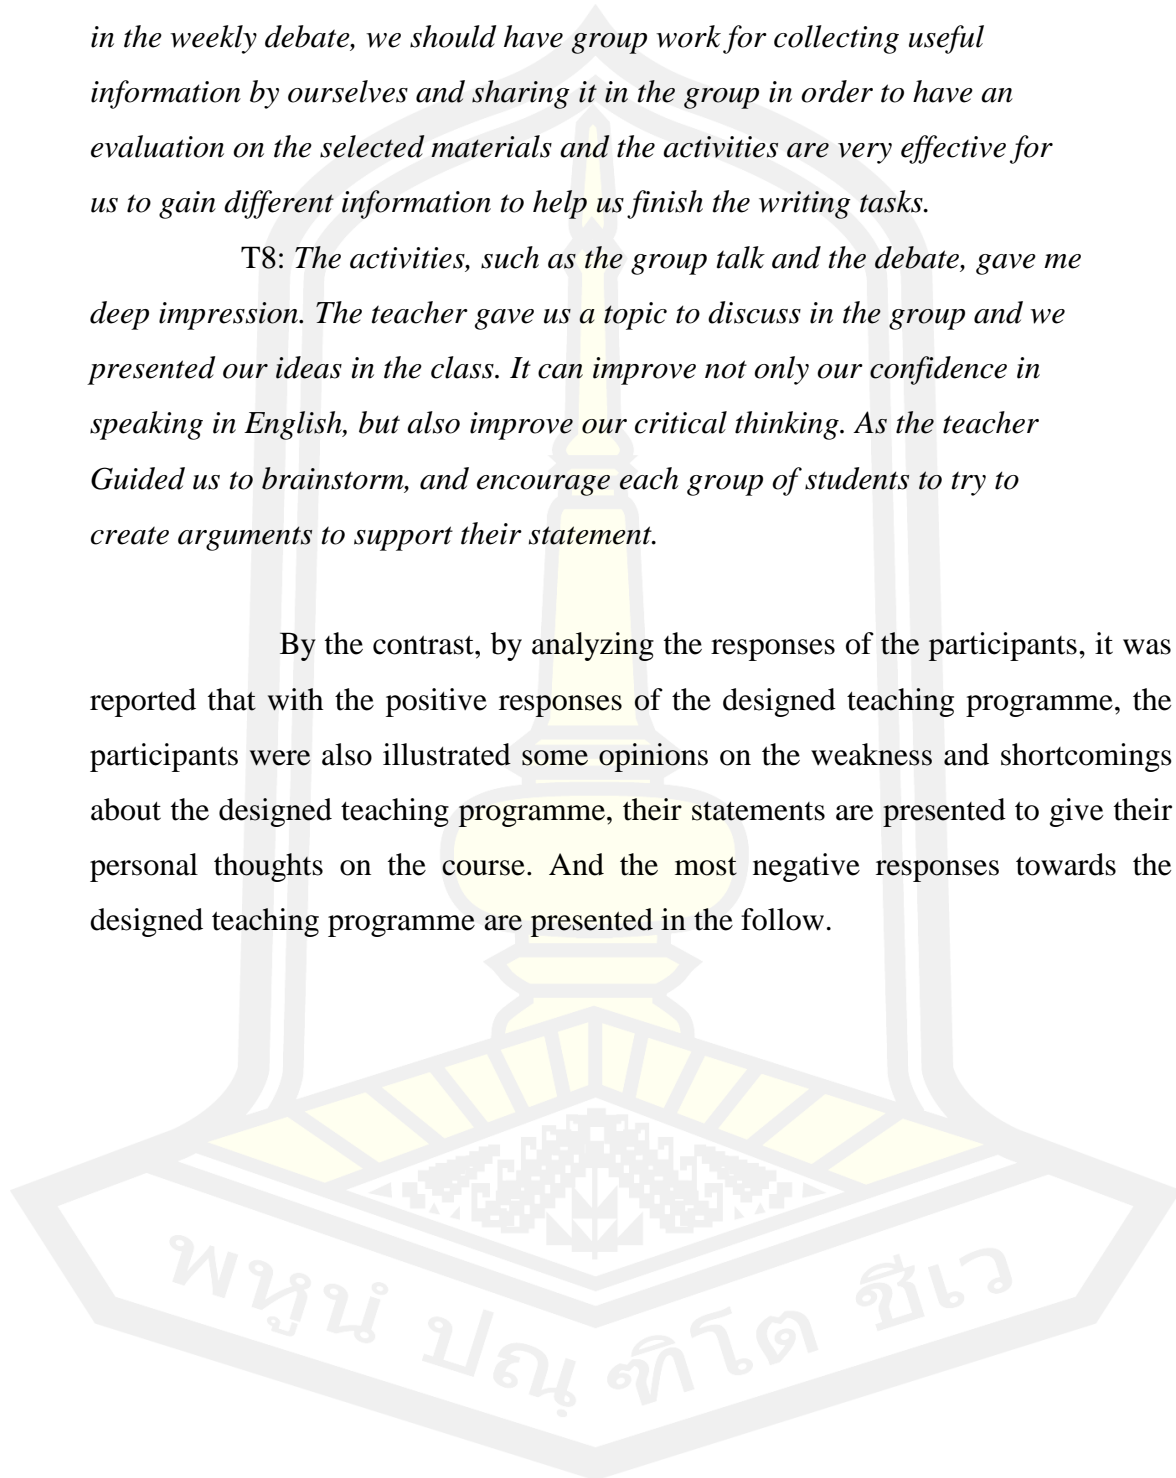 in the weekly debate, we should have group work for collecting useful
information by ourselves and sharing it in the group in order to have an
evaluation on the selected materials and the activities are very effective for
us to gain different information to help us finish the writing tasks.
T8: The activities, such as the group talk and the debate, gave me
deep impression. The teacher gave us a topic to discuss in the group and we
presented our ideas in the class. It can improve not only our confidence in
speaking in English, but also improve our critical thinking. As the teacher
Guided us to brainstorm, and encourage each group of students to try to
create arguments to support their statement.
By the contrast, by analyzing the responses of the participants, it was
reported that with the positive responses of the designed teaching programme, the
participants were also illustrated some opinions on the weakness and shortcomings
about the designed teaching programme, their statements are presented to give their
personal thoughts on the course. And the most negative responses towards the
designed teaching programme are presented in the follow.
พหูนํ ปณฺฑิโต ชีเว